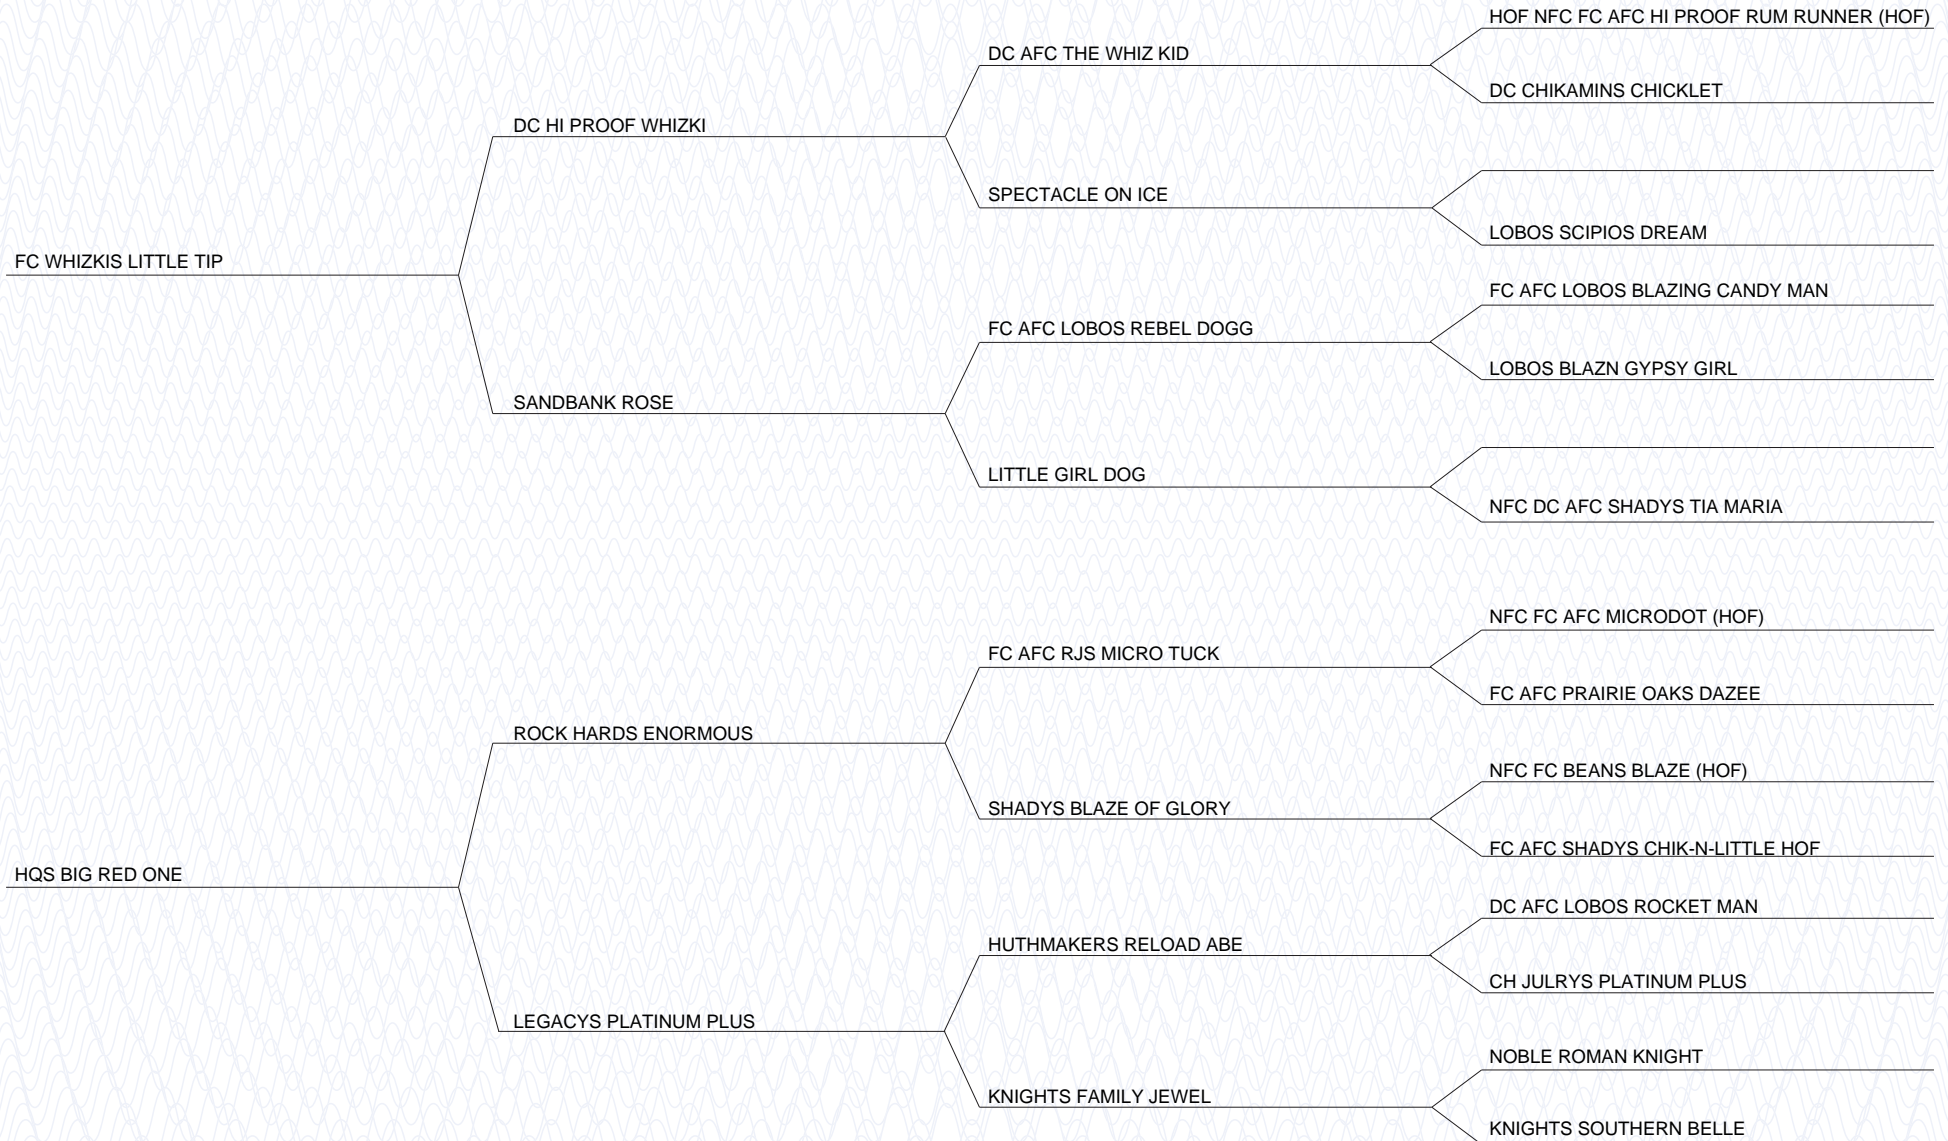 HOF NFC FC AFC HI PROOF RUM RUNNER (HOF)
DC AFC THE WHIZ KID
DC CHIKAMINS CHICKLET
DC HI PROOF WHIZKI
SPECTACLE ON ICE
LOBOS SCIPIOS DREAM
FC WHIZKIS LITTLE TIP
FC AFC LOBOS BLAZING CANDY MAN
FC AFC LOBOS REBEL DOGG
LOBOS BLAZN GYPSY GIRL
SANDBANK ROSE
LITTLE GIRL DOG
NFC DC AFC SHADYS TIA MARIA
NFC FC AFC MICRODOT (HOF)
FC AFC RJS MICRO TUCK
FC AFC PRAIRIE OAKS DAZEE
ROCK HARDS ENORMOUS
NFC FC BEANS BLAZE (HOF)
SHADYS BLAZE OF GLORY
FC AFC SHADYS CHIK-N-LITTLE HOF
HQS BIG RED ONE
DC AFC LOBOS ROCKET MAN
HUTHMAKERS RELOAD ABE
CH JULRYS PLATINUM PLUS
LEGACYS PLATINUM PLUS
NOBLE ROMAN KNIGHT
KNIGHTS FAMILY JEWEL
KNIGHTS SOUTHERN BELLE